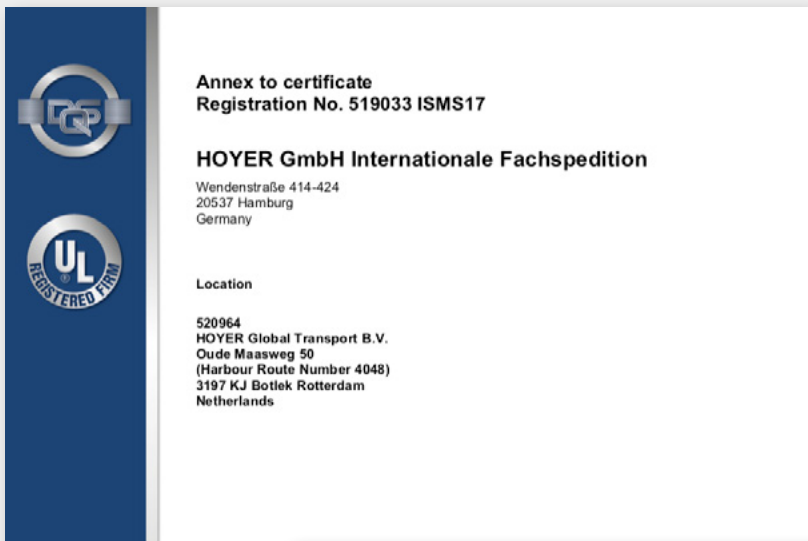 DQS
UL
®
REGISTERED FIRM
Annex to certificate
Registration No. 519033 ISMS17
HOYER GmbH Internationale Fachspedition
Wendenstraße 414-424
20537 Hamburg
Germany
Location
520964
HOYER Global Transport B.V.
Oude Maasweg 50
(Harbour Route Number 4048)
3197 KJ Botlek Rotterdam
Netherlands